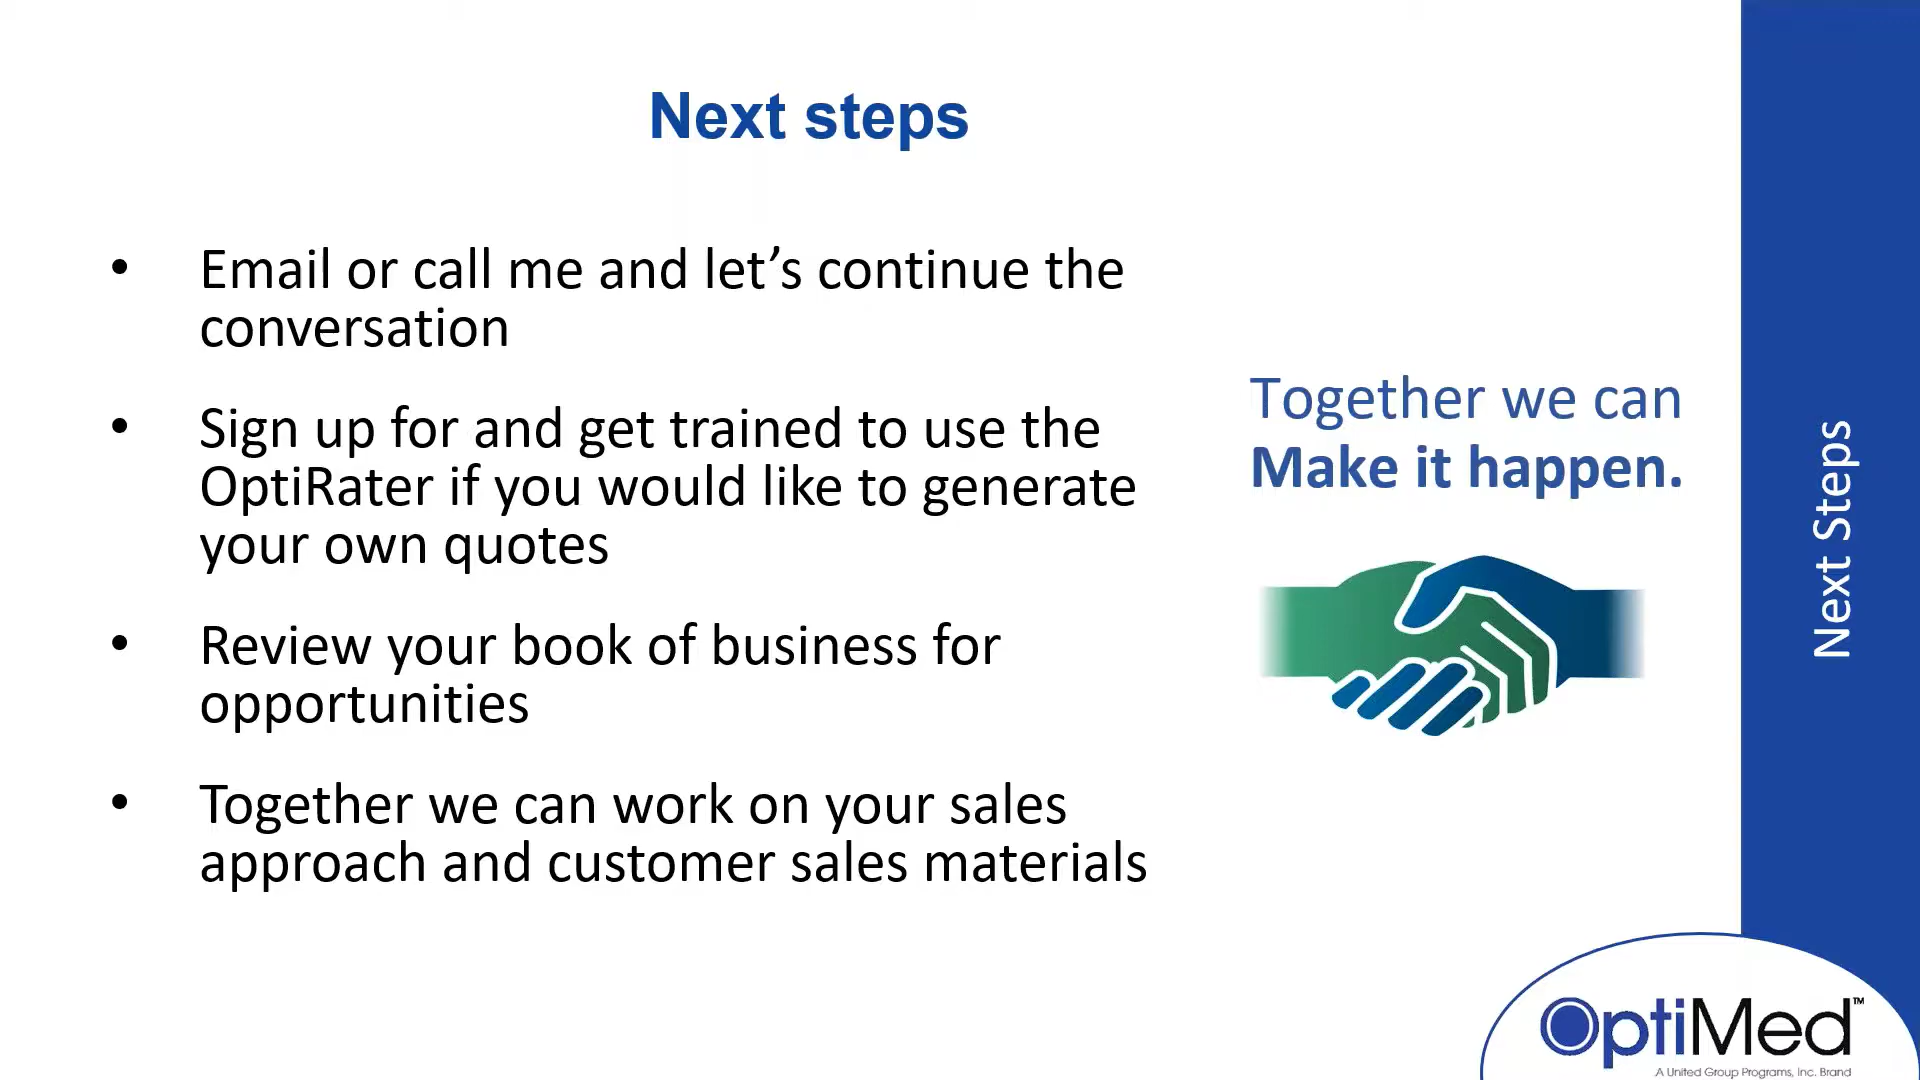 Next steps
• Email or call me and let’s continue the
conversation
• Sign up for and get trained to use the
OptiRater if you would like to generate
your own quotes
• Review your book of business for
opportunities
• Together we can work on your sales
approach and customer sales materials
Together we can
Make it happen.
Next Steps
OptiMed™
A United Group Programs, Inc. Brand